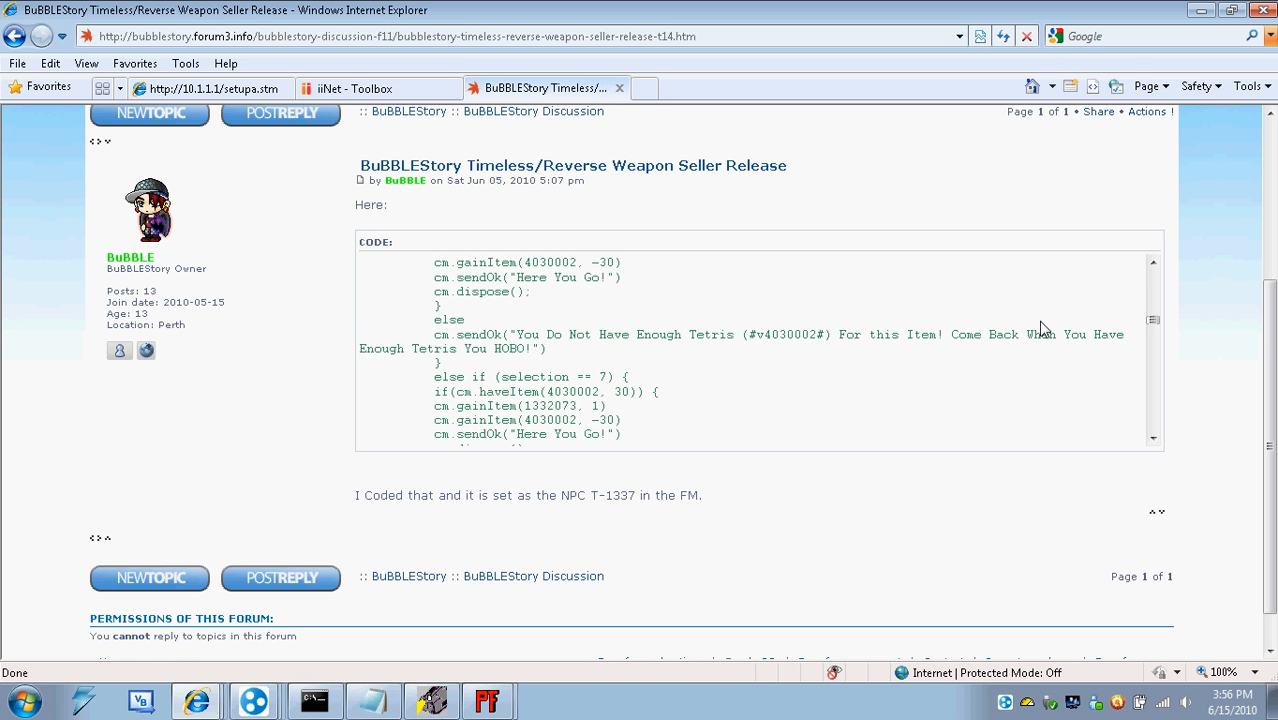 BuBBLEStory Timeless/Reverse Weapon Seller Release - Windows Internet Explorer
http://bubblestory.forum3.info/bubblestory-discussion-f11/bubblestory-timeless-reverse-weapon-seller-release-t14.htm
Google
File Edit View Favorites Tools Help
Favorites
http://10.1.1.1/setupa.stm
iiNet - Toolbox
BuBBLEStory Timeless/...
Page Safety Tools
NEWTOPIC POSTREPLY :: BuBBLEStory :: BuBBLEStory Discussion Page 1 of 1 • Share • Actions !
BuBBLEStory Timeless/Reverse Weapon Seller Release
by BuBBLE on Sat Jun 05, 2010 5:07 pm
Here:
BuBBLE
BuBBLEStory Owner
Posts: 13
Join date: 2010-05-15
Age: 13
Location: Perth
CODE:
cm.gainItem(4030002, -30)
cm.sendOk("Here You Go!")
cm.dispose();
}
else
cm.sendOk("You Do Not Have Enough Tetris (#v4030002#) For this Item! Come Back When You Have
Enough Tetris You HOBO!")
}
else if (selection == 7) {
if(cm.haveItem(4030002, 30)) {
cm.gainItem(1332073, 1)
cm.gainItem(4030002, -30)
cm.sendOk("Here You Go!")
I Coded that and it is set as the NPC T-1337 in the FM.
NEWTOPIC POSTREPLY :: BuBBLEStory :: BuBBLEStory Discussion Page 1 of 1
PERMISSIONS OF THIS FORUM:
You cannot reply to topics in this forum
Done
Internet | Protected Mode: Off
100%
VB
PF
3:56 PM
6/15/2010